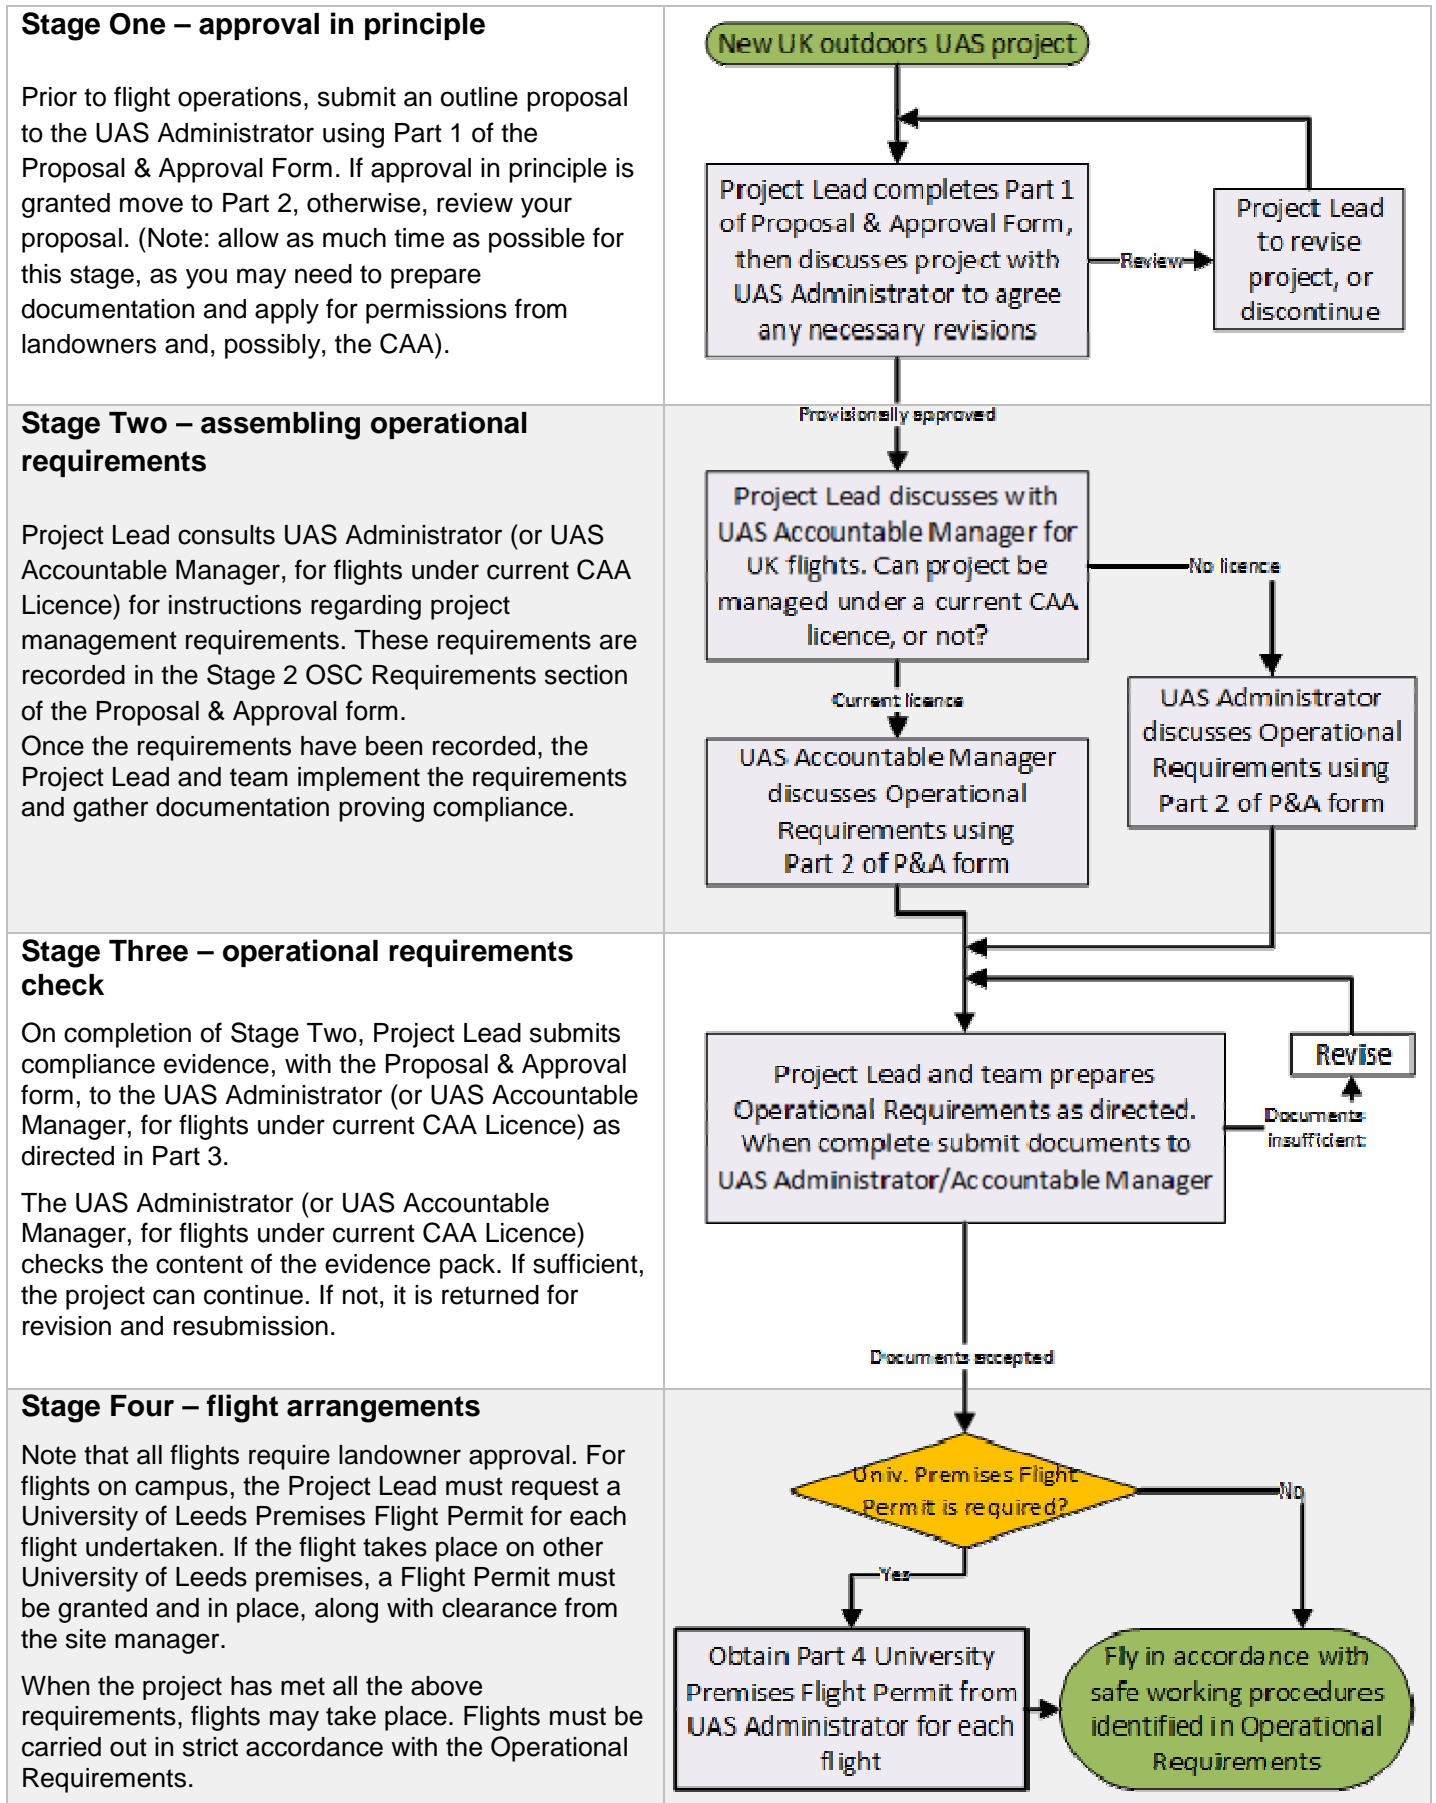 Stage One – approval in principle
Prior to flight operations, submit an outline proposal
to the UAS Administrator using Part 1 of the
Proposal & Approval Form. If approval in principle is
granted move to Part 2, otherwise, review your
proposal. (Note: allow as much time as possible for
this stage, as you may need to prepare
documentation and apply for permissions from
landowners and, possibly, the CAA).
New UK outdoors UAS project
Project Lead completes Part 1
of Proposal & Approval Form,
then discusses project with
UAS Administrator to agree
any necessary revisions
Review
Project Lead
to revise
project, or
discontinue
Provisionally approved
Stage Two – assembling operational
requirements
Project Lead consults UAS Administrator (or UAS
Accountable Manager, for flights under current CAA
Licence) for instructions regarding project
management requirements. These requirements are
recorded in the Stage 2 OSC Requirements section
of the Proposal & Approval form.
Once the requirements have been recorded, the
Project Lead and team implement the requirements
and gather documentation proving compliance.
Project Lead discusses with
UAS Accountable Manager for
UK flights. Can project be
managed under a current CAA
licence, or not?
No licence
Current licence
UAS Accountable Manager
discusses Operational
Requirements using
Part 2 of P&A form
UAS Administrator
discusses Operational
Requirements using
Part 2 of P&A form
Stage Three – operational requirements
check
On completion of Stage Two, Project Lead submits
compliance evidence, with the Proposal & Approval
form, to the UAS Administrator (or UAS Accountable
Manager, for flights under current CAA Licence) as
directed in Part 3.
The UAS Administrator (or UAS Accountable
Manager, for flights under current CAA Licence)
checks the content of the evidence pack. If sufficient,
the project can continue. If not, it is returned for
revision and resubmission.
Project Lead and team prepares
Operational Requirements as directed.
When complete submit documents to
UAS Administrator/Accountable Manager
Revise
Documents
insufficient
Documents accepted
Stage Four – flight arrangements
Note that all flights require landowner approval. For
flights on campus, the Project Lead must request a
University of Leeds Premises Flight Permit for each
flight undertaken. If the flight takes place on other
University of Leeds premises, a Flight Permit must
be granted and in place, along with clearance from
the site manager.
When the project has met all the above
requirements, flights may take place. Flights must be
carried out in strict accordance with the Operational
Requirements.
Univ. Premises Flight
Permit is required?
No
Yes
Obtain Part 4 University
Premises Flight Permit from
UAS Administrator for each
flight
Fly in accordance with
safe working procedures
identified in Operational
Requirements